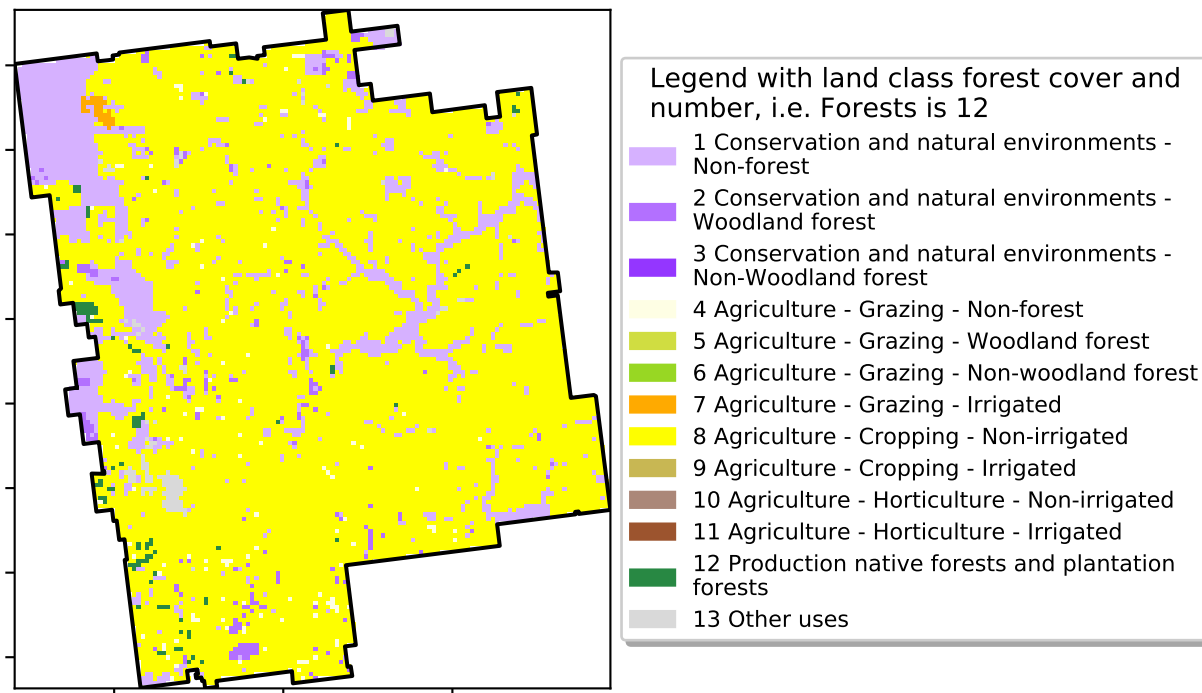 Legend with land class forest cover and
number, i.e. Forests is 12
1 Conservation and natural environments -
Non-forest
2 Conservation and natural environments -
Woodland forest
3 Conservation and natural environments -
Non-Woodland forest
4 Agriculture - Grazing - Non-forest
5 Agriculture - Grazing - Woodland forest
6 Agriculture - Grazing - Non-woodland forest
7 Agriculture - Grazing - Irrigated
8 Agriculture - Cropping - Non-irrigated
9 Agriculture - Cropping - Irrigated
10 Agriculture - Horticulture - Non-irrigated
11 Agriculture - Horticulture - Irrigated
12 Production native forests and plantation
forests
13 Other uses